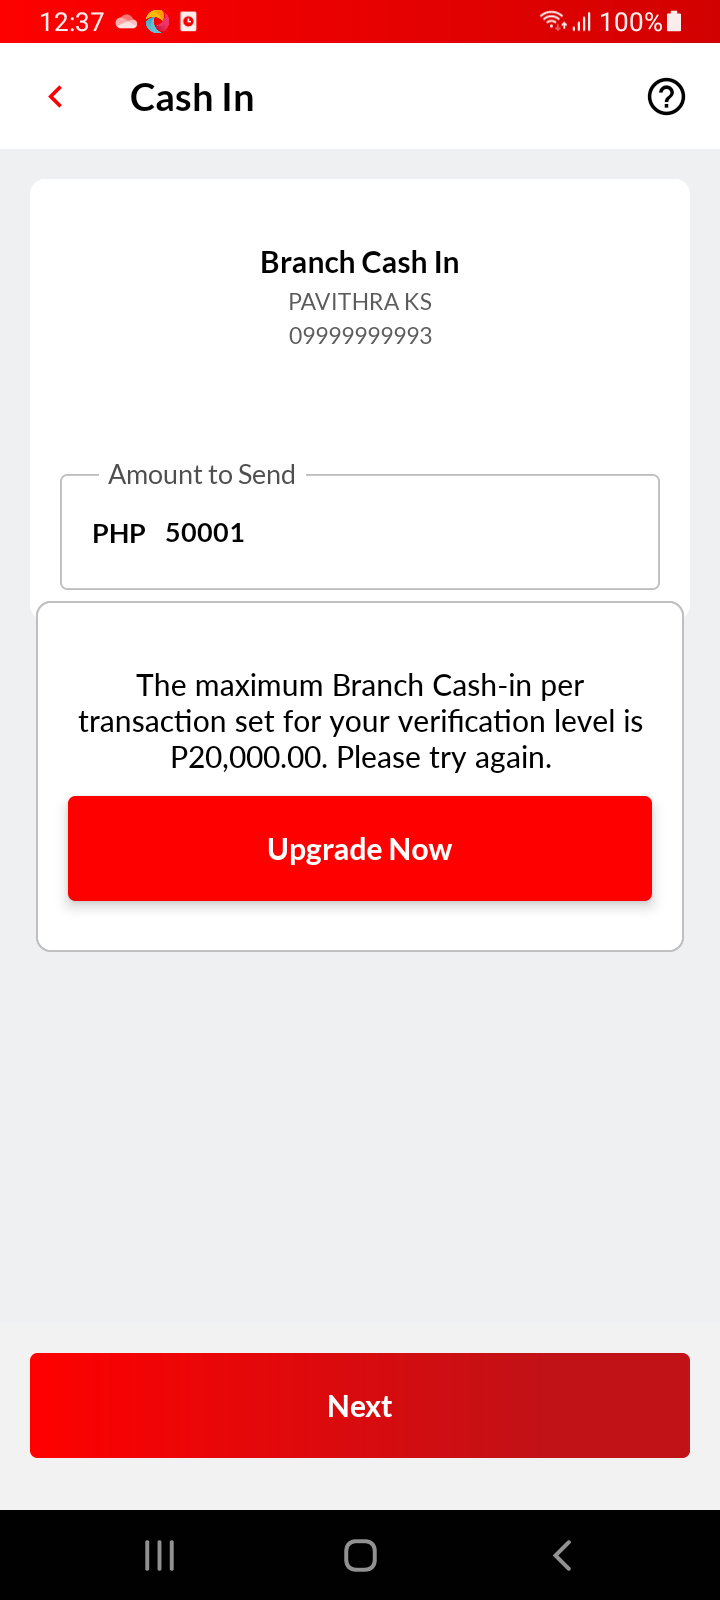 12:37
100%
Cash In
Branch Cash In
PAVITHRA KS
09999999993
Amount to Send
PHP 50001
The maximum Branch Cash-in per
transaction set for your verification level is
P20,000.00. Please try again.
Upgrade Now
Next